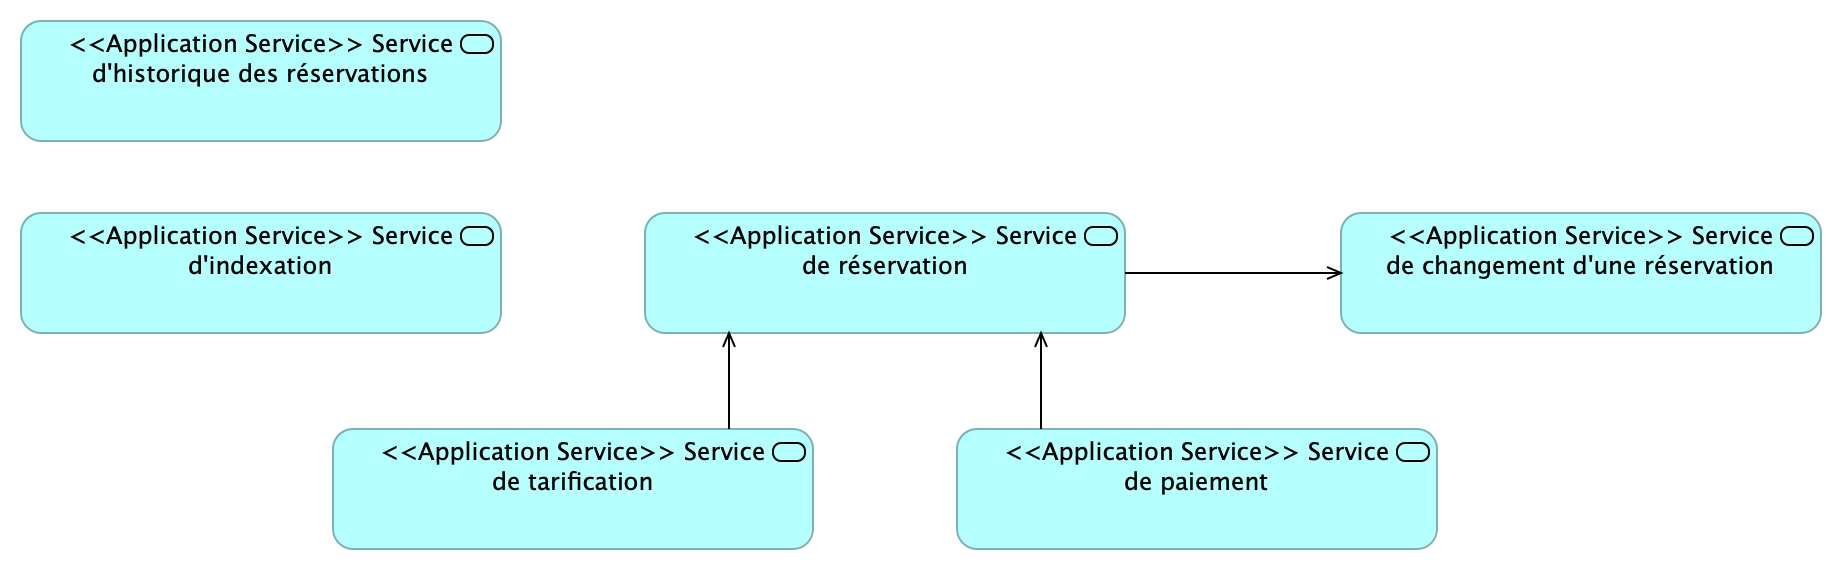 <<Application Service>> Service
d'historique des réservations
<<Application Service>> Service
d'indexation
<<Application Service>> Service
de réservation
<<Application Service>> Service
de changement d'une réservation
<<Application Service>> Service
de tarification
<<Application Service>> Service
de paiement